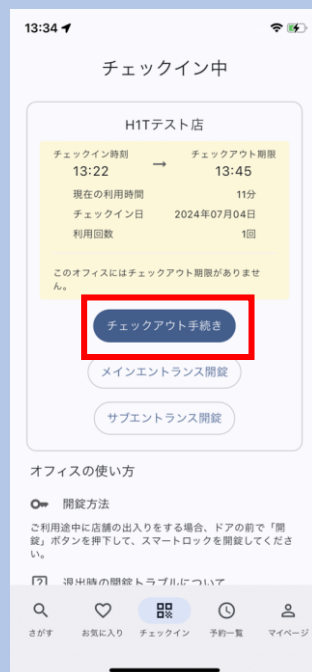 13:34
チェックイン中
H1Tテスト店
チェックイン時刻 → チェックアウト期限
13:22 13:45
現在の利用時間 11分
チェックイン日 2024年07月04日
利用回数 1回
このオフィスにはチェックアウト期限がありませ
ん。
チェックアウト手続き
メインエントランス開錠
サブエントランス開錠
オフィスの使い方
開錠方法
ご利用途中に店舗の出入りをする場合、ドアの前で「開
錠」ボタンを押下して、スマートロックを開錠してくださ
い。
退出時の開錠トラブルについて
さがす お気に入り チェックイン 予約一覧 マイページ